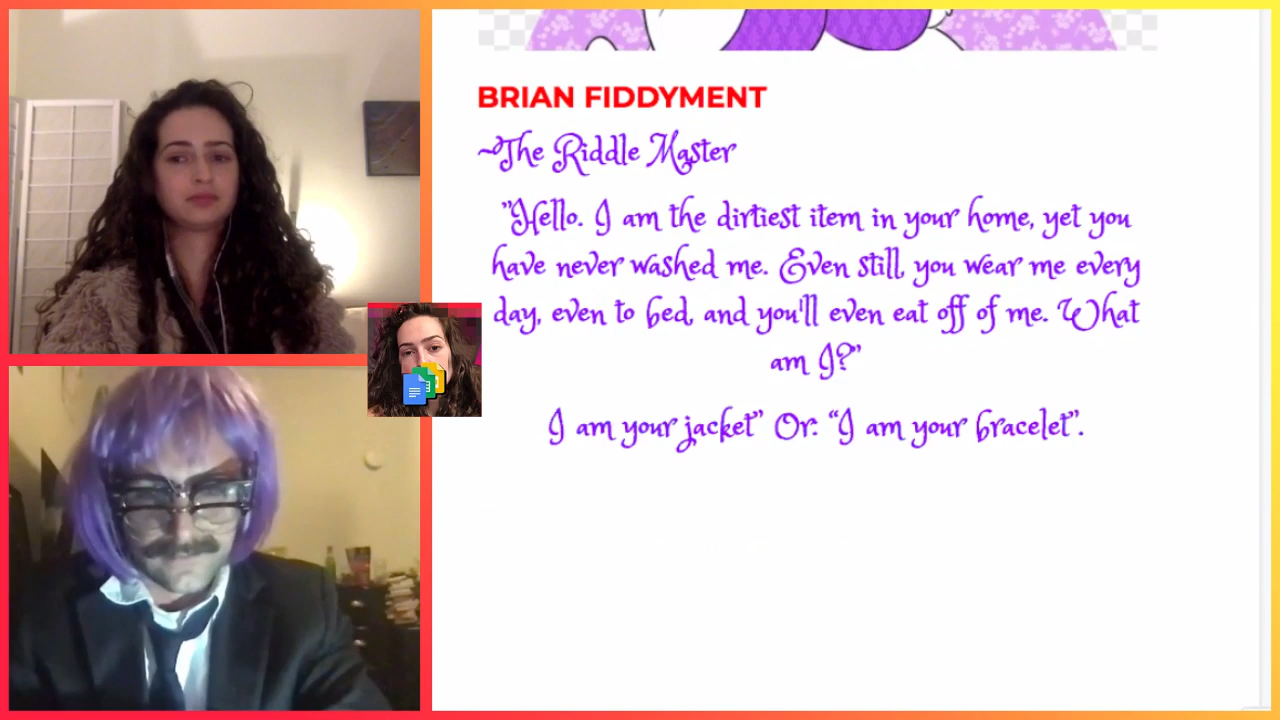 BRIAN FIDDYMENT
~The Riddle Master
"Hello. I am the dirtiest item in your home, yet you
have never washed me. Even still, you wear me every
day, even to bed, and you'll even eat off of me. What
am I?"
I am your jacket" Or: "I am your bracelet".